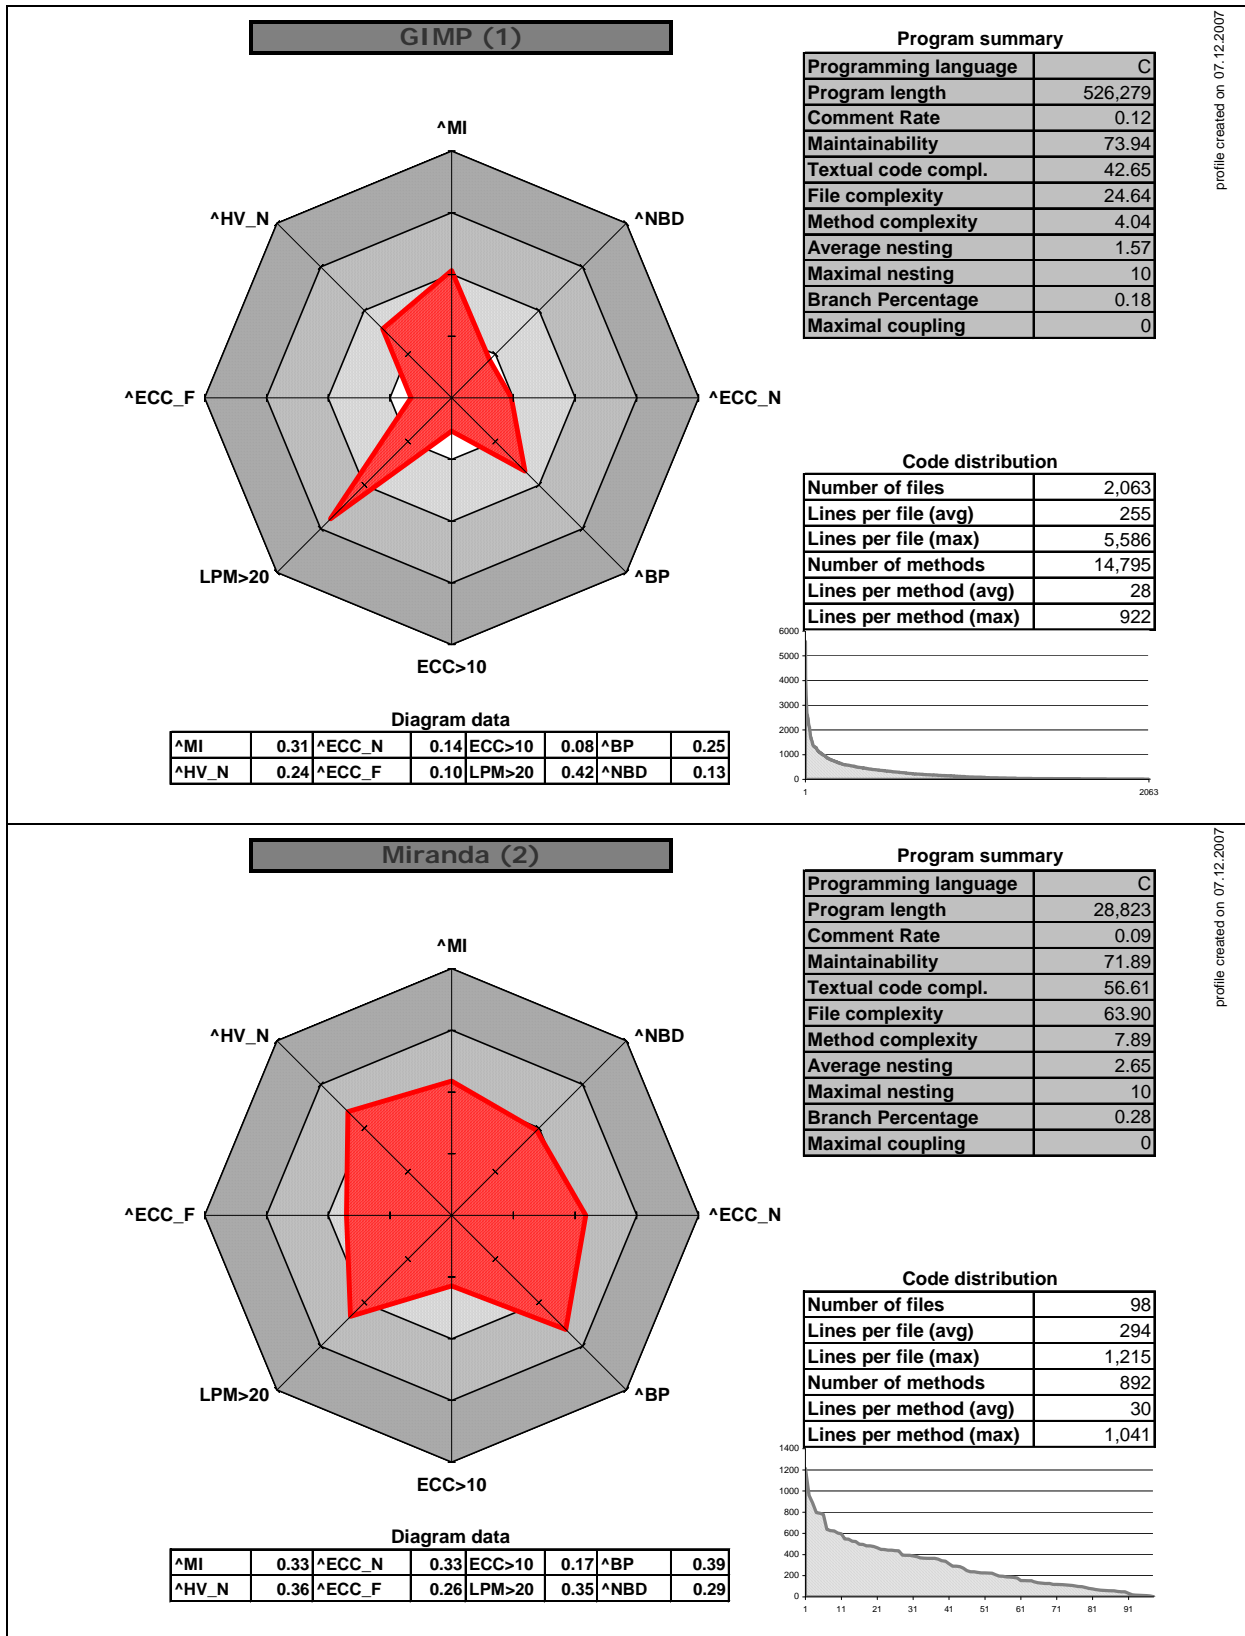 GIMP (1)
^MI
^NBD
^ECC_N
^BP
ECC>10
LPM>20
^ECC_F
^HV_N
Diagram data
^MI 0.31 ^ECC_N 0.14 ECC>10 0.08 ^BP 0.25
^HV_N 0.24 ^ECC_F 0.10 LPM>20 0.42 ^NBD 0.13
Program summary
Programming language C
Program length 526,279
Comment Rate 0.12
Maintainability 73.94
Textual code compl. 42.65
File complexity 24.64
Method complexity 4.04
Average nesting 1.57
Maximal nesting 10
Branch Percentage 0.18
Maximal coupling 0
Code distribution
Number of files 2,063
Lines per file (avg) 255
Lines per file (max) 5,586
Number of methods 14,795
Lines per method (avg) 28
Lines per method (max) 922
6000
5000
4000
3000
2000
1000
0
1 2063
profile created on 07.12.2007
Miranda (2)
^MI
^NBD
^ECC_N
^BP
ECC>10
LPM>20
^ECC_F
^HV_N
Diagram data
^MI 0.33 ^ECC_N 0.33 ECC>10 0.17 ^BP 0.39
^HV_N 0.36 ^ECC_F 0.26 LPM>20 0.35 ^NBD 0.29
Program summary
Programming language C
Program length 28,823
Comment Rate 0.09
Maintainability 71.89
Textual code compl. 56.61
File complexity 63.90
Method complexity 7.89
Average nesting 2.65
Maximal nesting 10
Branch Percentage 0.28
Maximal coupling 0
Code distribution
Number of files 98
Lines per file (avg) 294
Lines per file (max) 1,215
Number of methods 892
Lines per method (avg) 30
Lines per method (max) 1,041
1400
1200
1000
800
600
400
200
0
1 11 21 31 41 51 61 71 81 91
profile created on 07.12.2007